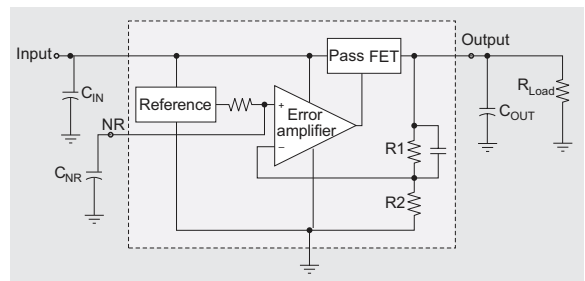 Input
C_IN
Reference
NR
C_NR
+
−
Error
amplifier
Pass FET
R1
R2
Output
C_OUT
R_Load